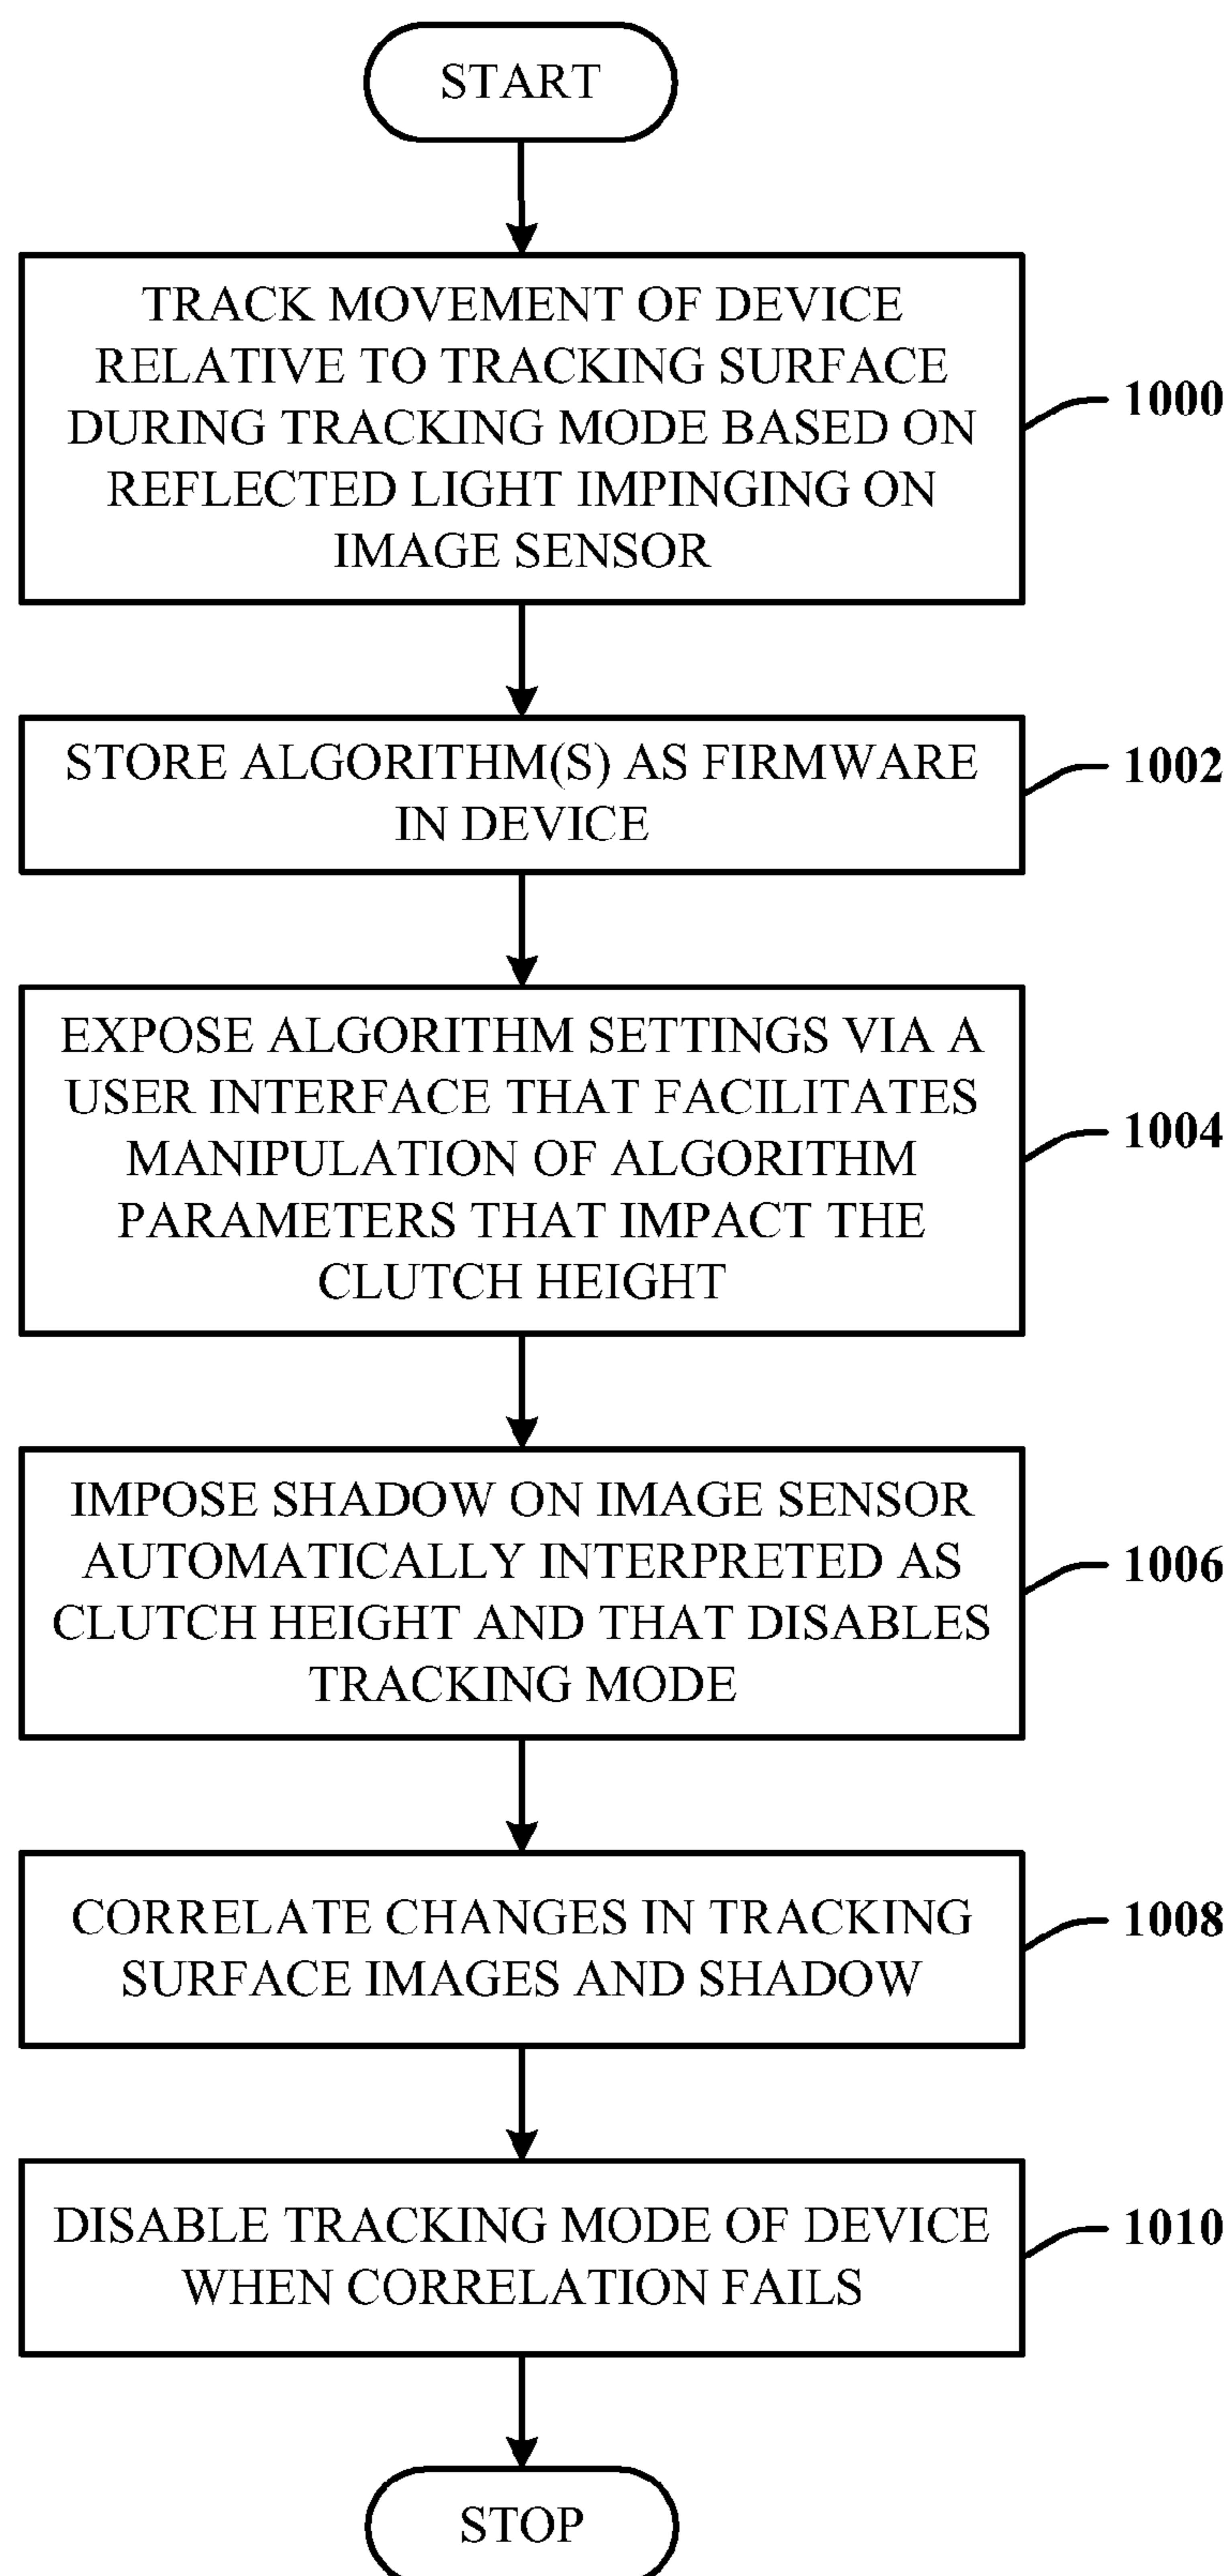 START
TRACK MOVEMENT OF DEVICE
RELATIVE TO TRACKING SURFACE
DURING TRACKING MODE BASED ON
REFLECTED LIGHT IMPINGING ON
IMAGE SENSOR
1000
STORE ALGORITHM(S) AS FIRMWARE
IN DEVICE
1002
EXPOSE ALGORITHM SETTINGS VIA A
USER INTERFACE THAT FACILITATES
MANIPULATION OF ALGORITHM
PARAMETERS THAT IMPACT THE
CLUTCH HEIGHT
1004
IMPOSE SHADOW ON IMAGE SENSOR
AUTOMATICALLY INTERPRETED AS
CLUTCH HEIGHT AND THAT DISABLES
TRACKING MODE
1006
CORRELATE CHANGES IN TRACKING
SURFACE IMAGES AND SHADOW
1008
DISABLE TRACKING MODE OF DEVICE
WHEN CORRELATION FAILS
1010
STOP